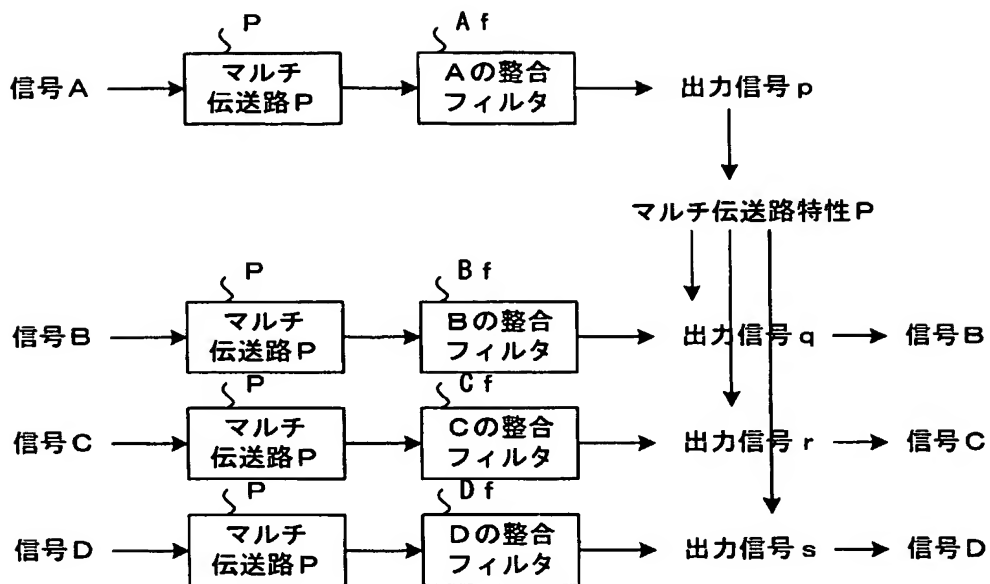 P
A f
信号A
マルチ
伝送路P
Aの整合
フィルタ
出力信号p
マルチ伝送路特性P
P
B f
信号B
マルチ
伝送路P
Bの整合
フィルタ
出力信号q
信号B
P
C f
信号C
マルチ
伝送路P
Cの整合
フィルタ
出力信号r
信号C
P
D f
信号D
マルチ
伝送路P
Dの整合
フィルタ
出力信号s
信号D